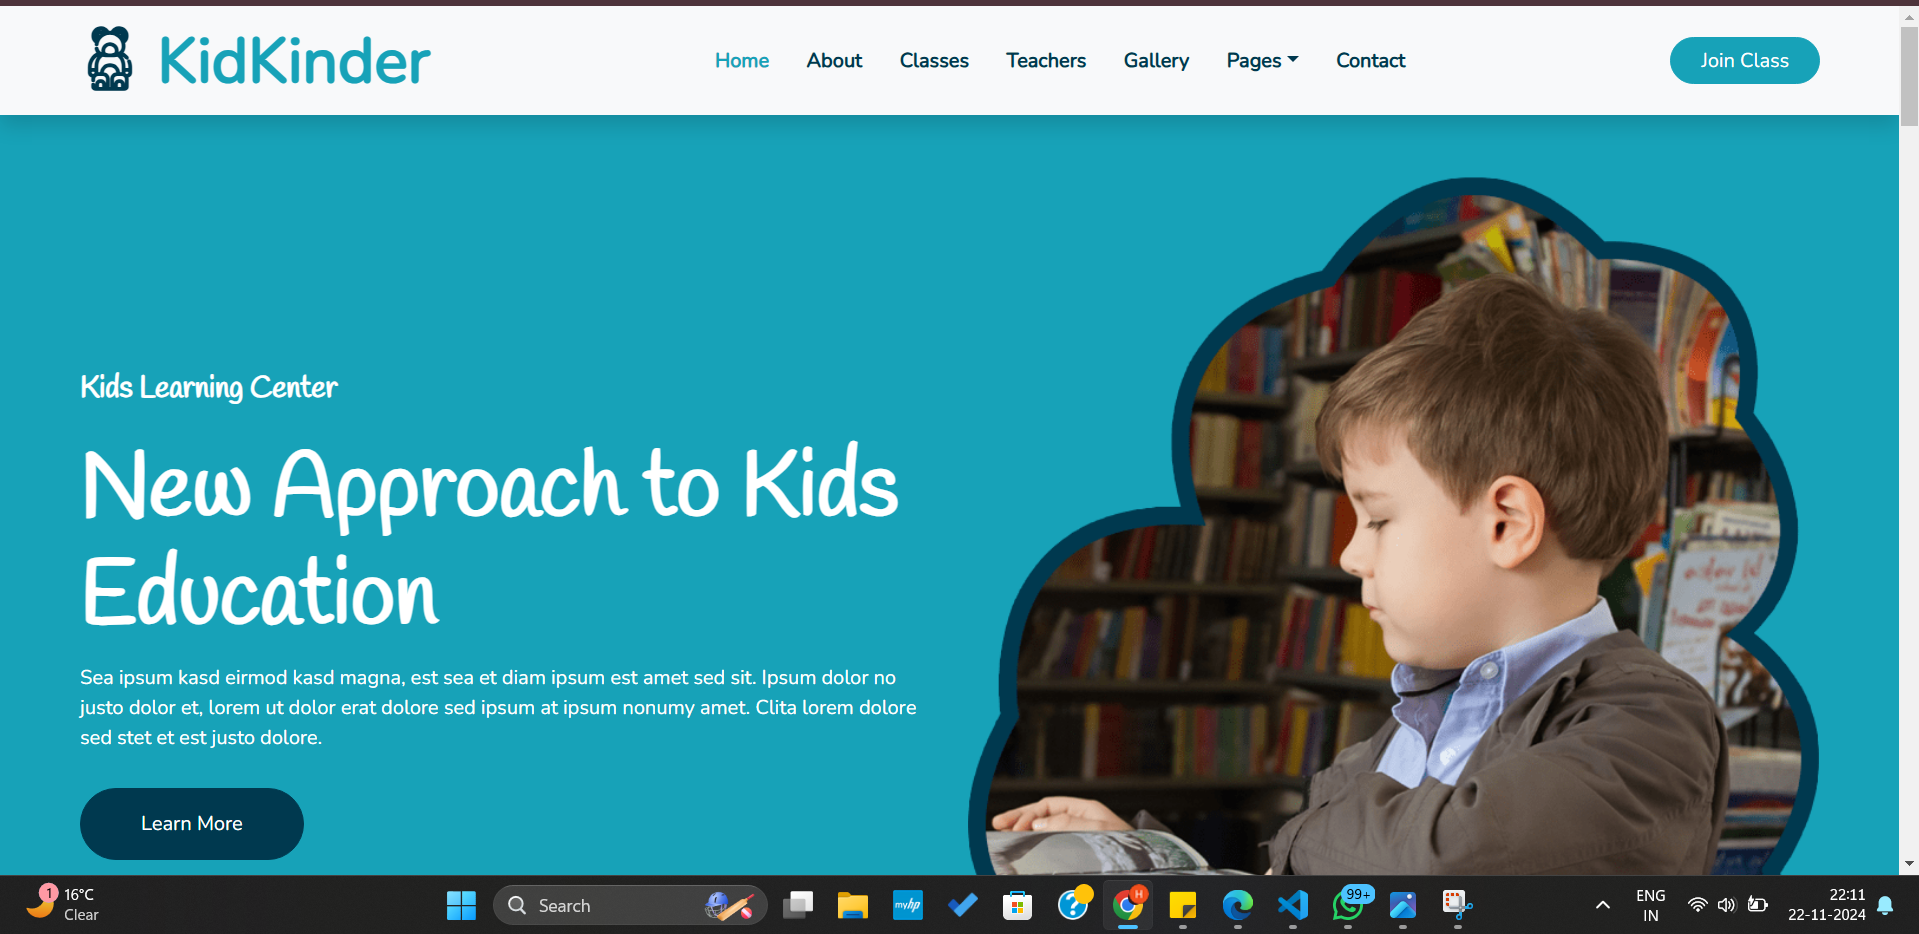 KidKinder
Home About Classes Teachers Gallery Pages Contact
Join Class
Kids Learning Center
New Approach to Kids
Education
Sea ipsum kasd eirmod kasd magna, est sea et diam ipsum est amet sed sit. Ipsum dolor no
justo dolor et, lorem ut dolor erat dolore sed ipsum at ipsum nonumy amet. Clita lorem dolore
sed stet et est justo dolore.
Learn More
1
16°C
Clear
Search
myhp
H
99+
ENG
IN
22:11
22-11-2024